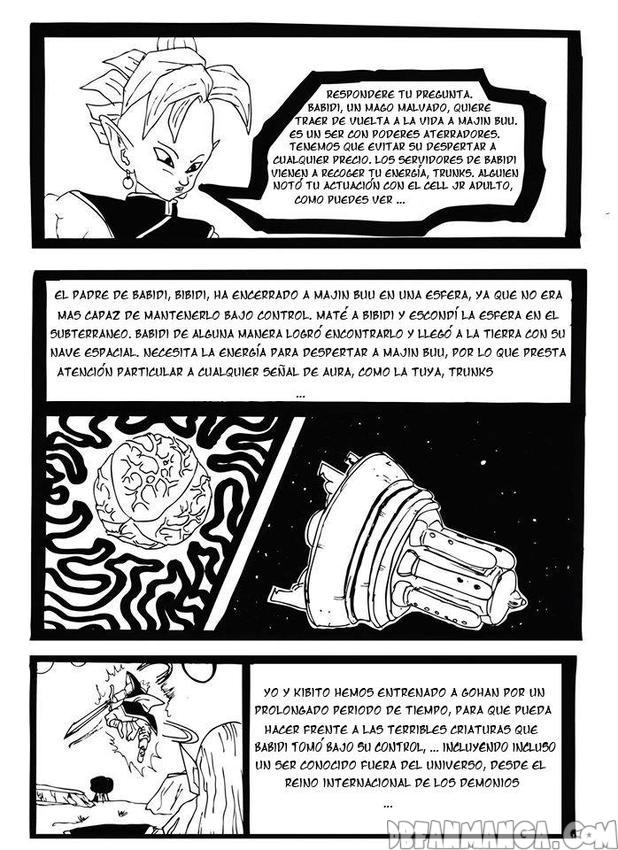 RESPONDERE TU PREGUNTA.
BABIDI, UN MAGO MALVADO, QUIERE
TRAER DE VUELTA A LA VIDA A MAJIN BUU.
ES UN SER CON PODERES ATERRADORES.
TENEMOS QUE EVITAR SU DESPERTAR A
CUALQUIER PRECIO. LOS SERVIDORES DE BABIDI
VIENEN A RECOGER TU ENERGÍA, TRUNKS. ALGUIEN
NOTÓ TU ACTUACIÓN CON EL CELL JR ADULTO,
COMO PUEDES VER ...
EL PADRE DE BABIDI, BIBIDI, HA ENCERRADO A MAJIN BUU EN UNA ESFERA, YA QUE NO ERA
MAS CAPAZ DE MANTENERLO BAJO CONTROL. MATÉ A BIBIDI Y ESCONDÍ LA ESFERA EN EL
SUBTERRANEO. BABIDI DE ALGUNA MANERA LOGRÓ ENCONTRARLO Y LLEGÓ A LA TIERRA CON SU
NAVE ESPACIAL. NECESITA LA ENERGÍA PARA DESPERTAR A MAJIN BUU, POR LO QUE PRESTA
ATENCIÓN PARTICULAR A CUALQUIER SEÑAL DE AURA, COMO LA TUYA, TRUNKS
...
YO Y KIBITO HEMOS ENTRENADO A GOHAN POR UN
PROLONGADO PERIODO DE TIEMPO, PARA QUE PUEDA
HACER FRENTE A LAS TERRIBLES CRIATURAS QUE
BABIDI TOMÓ BAJO SU CONTROL, ... INCLUYENDO INCLUSO
UN SER CONOCIDO FUERA DEL UNIVERSO, DESDE EL
REINO INTERNACIONAL DE LOS DEMONIOS
...
DBFANMANGA.COM